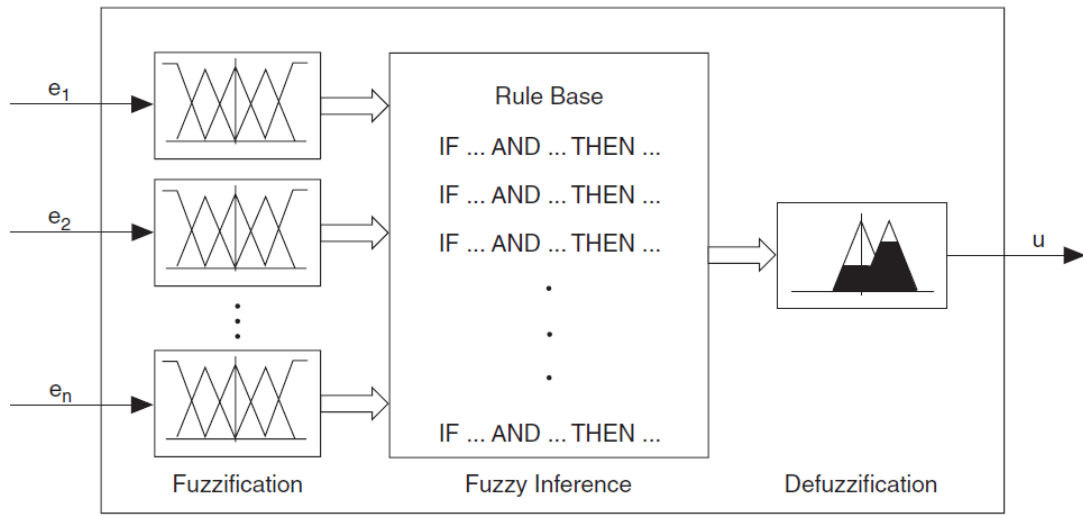 e1
e2
en
Rule Base
IF ... AND ... THEN ...
IF ... AND ... THEN ...
IF ... AND ... THEN ...
IF ... AND ... THEN ...
u
Fuzzification
Fuzzy Inference
Defuzzification